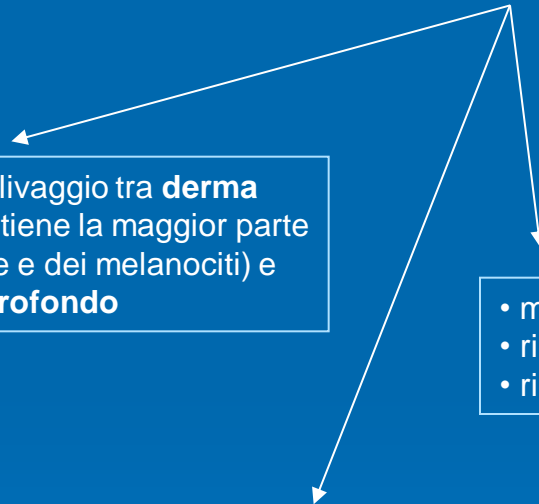 livaggio tra derma
tiene la maggior parte
e e dei melanociti) e
rofondo
• m
• ri
• ri